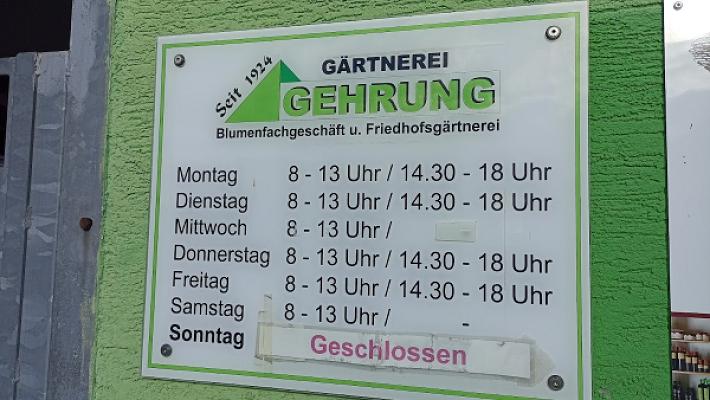 Seit 1924
GÄRTNEREI
GEHRUNG
Blumenfachgeschäft u. Friedhofsgärtnerei
Montag 8 - 13 Uhr / 14.30 - 18 Uhr
Dienstag 8 - 13 Uhr / 14.30 - 18 Uhr
Mittwoch 8 - 13 Uhr /
Donnerstag 8 - 13 Uhr / 14.30 - 18 Uhr
Freitag 8 - 13 Uhr / 14.30 - 18 Uhr
Samstag 8 - 13 Uhr / -
Sonntag Geschlossen